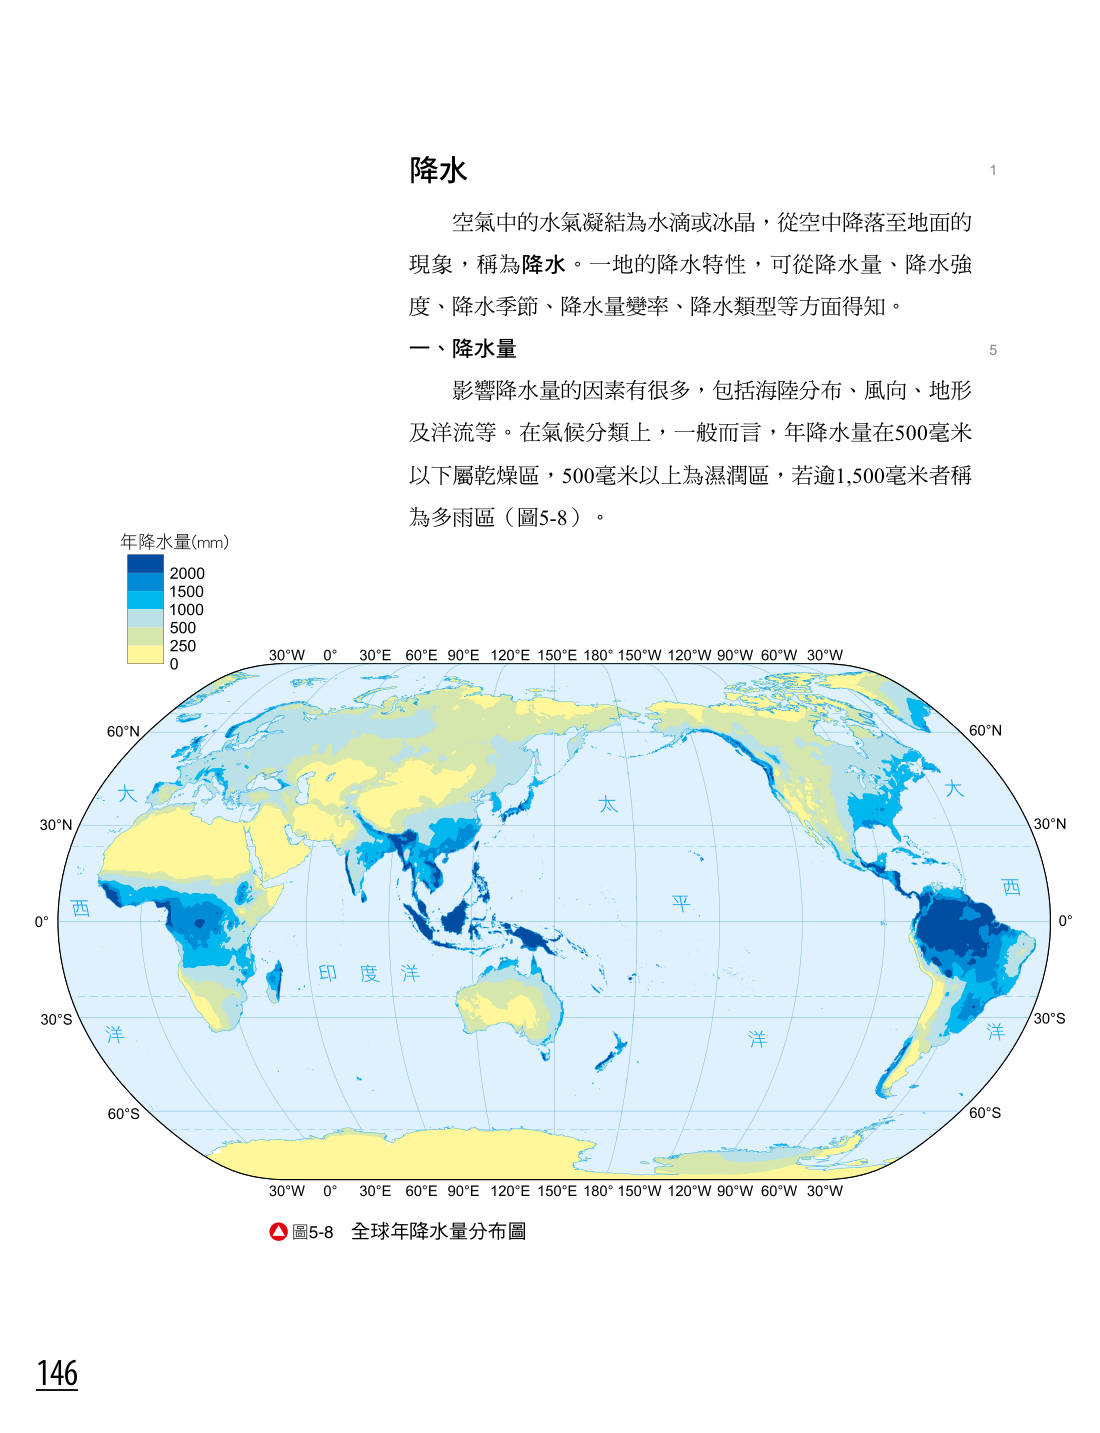 降水
1
空氣中的水氣凝結為水滴或冰晶，從空中降落至地面的
現象，稱為降水。一地的降水特性，可從降水量、降水強
度、降水季節、降水量變率、降水類型等方面得知。
一、降水量
5
影響降水量的因素有很多，包括海陸分布、風向、地形
及洋流等。在氣候分類上，一般而言，年降水量在500毫米
以下屬乾燥區，500毫米以上為濕潤區，若逾1,500毫米者稱
為多雨區（圖5-8）。
年降水量(mm)
2000
1500
1000
500
250
0
30°W 0° 30°E 60°E 90°E 120°E 150°E 180° 150°W 120°W 90°W 60°W 30°W
60°N 60°N
大 太 大
30°N 30°N
西 平 西
0° 0°
印度洋
30°S 30°S
洋 洋 洋
60°S 60°S
30°W 0° 30°E 60°E 90°E 120°E 150°E 180° 150°W 120°W 90°W 60°W 30°W
圖5-8 全球年降水量分布圖
146